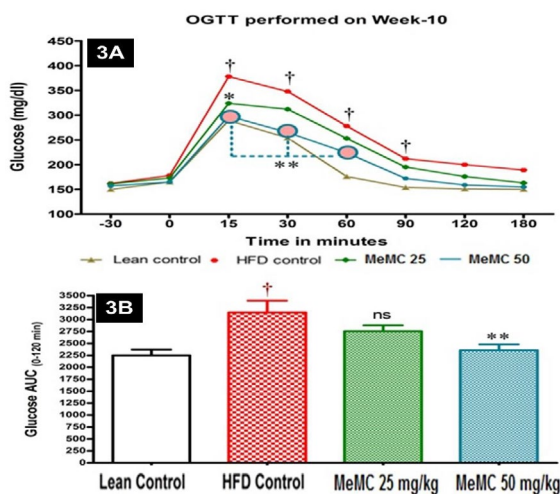 OGTT performed on Week-10
3A
Glucose (mg/dl)
450
400
350
300
250
200
150
100
† † † †
*
**
-30 0 15 30 60 90 120 180
Time in minutes
Lean control HFD control MeMC 25 MeMC 50
3B
Glucose AUC (0-120 min)
3500
3250
3000
2750
2500
2250
2000
1750
1500
1250
1000
750
500
250
0
†
ns
**
Lean Control HFD Control MeMC 25 mg/kg MeMC 50 mg/kg